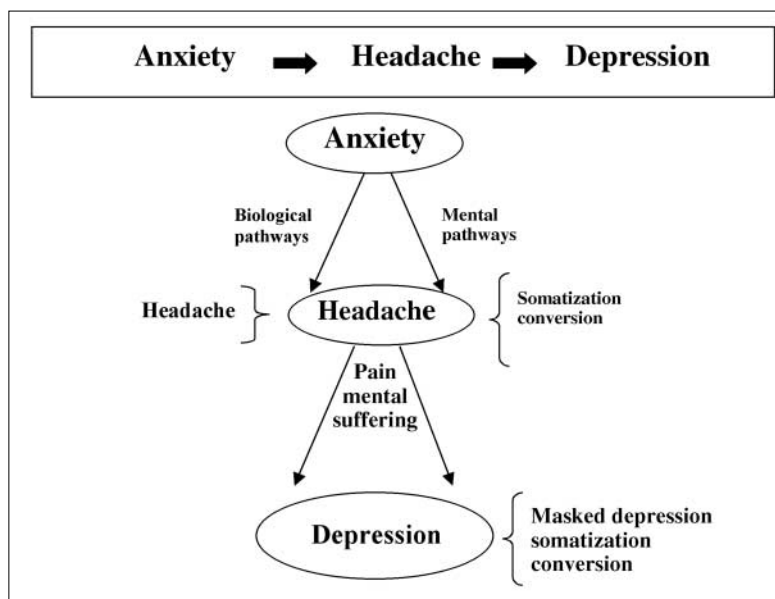 Anxiety Headache Depression
Anxiety
Biological
pathways
Mental
pathways
Headache
Headache
Somatization
conversion
Pain
mental
suffering
Depression
Masked depression
somatization
conversion